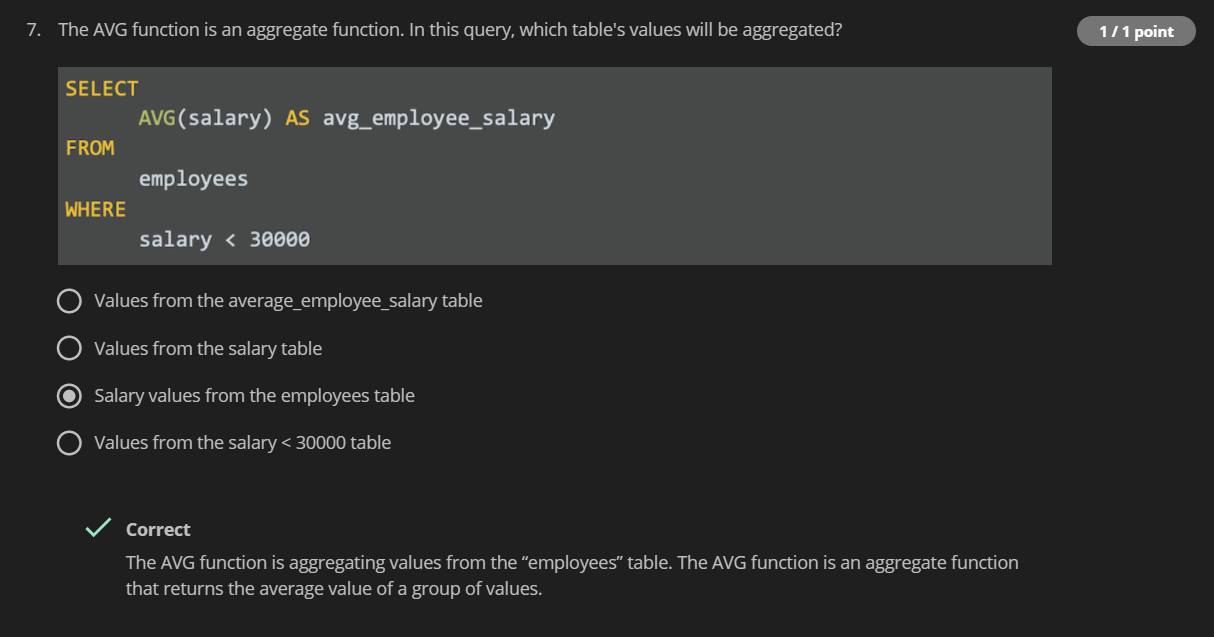 7. The AVG function is an aggregate function. In this query, which table's values will be aggregated?
1 / 1 point
SELECT
AVG(salary) AS avg_employee_salary
FROM
employees
WHERE
salary < 30000
Values from the average_employee_salary table
Values from the salary table
Salary values from the employees table
Values from the salary < 30000 table
Correct
The AVG function is aggregating values from the “employees” table. The AVG function is an aggregate function
that returns the average value of a group of values.